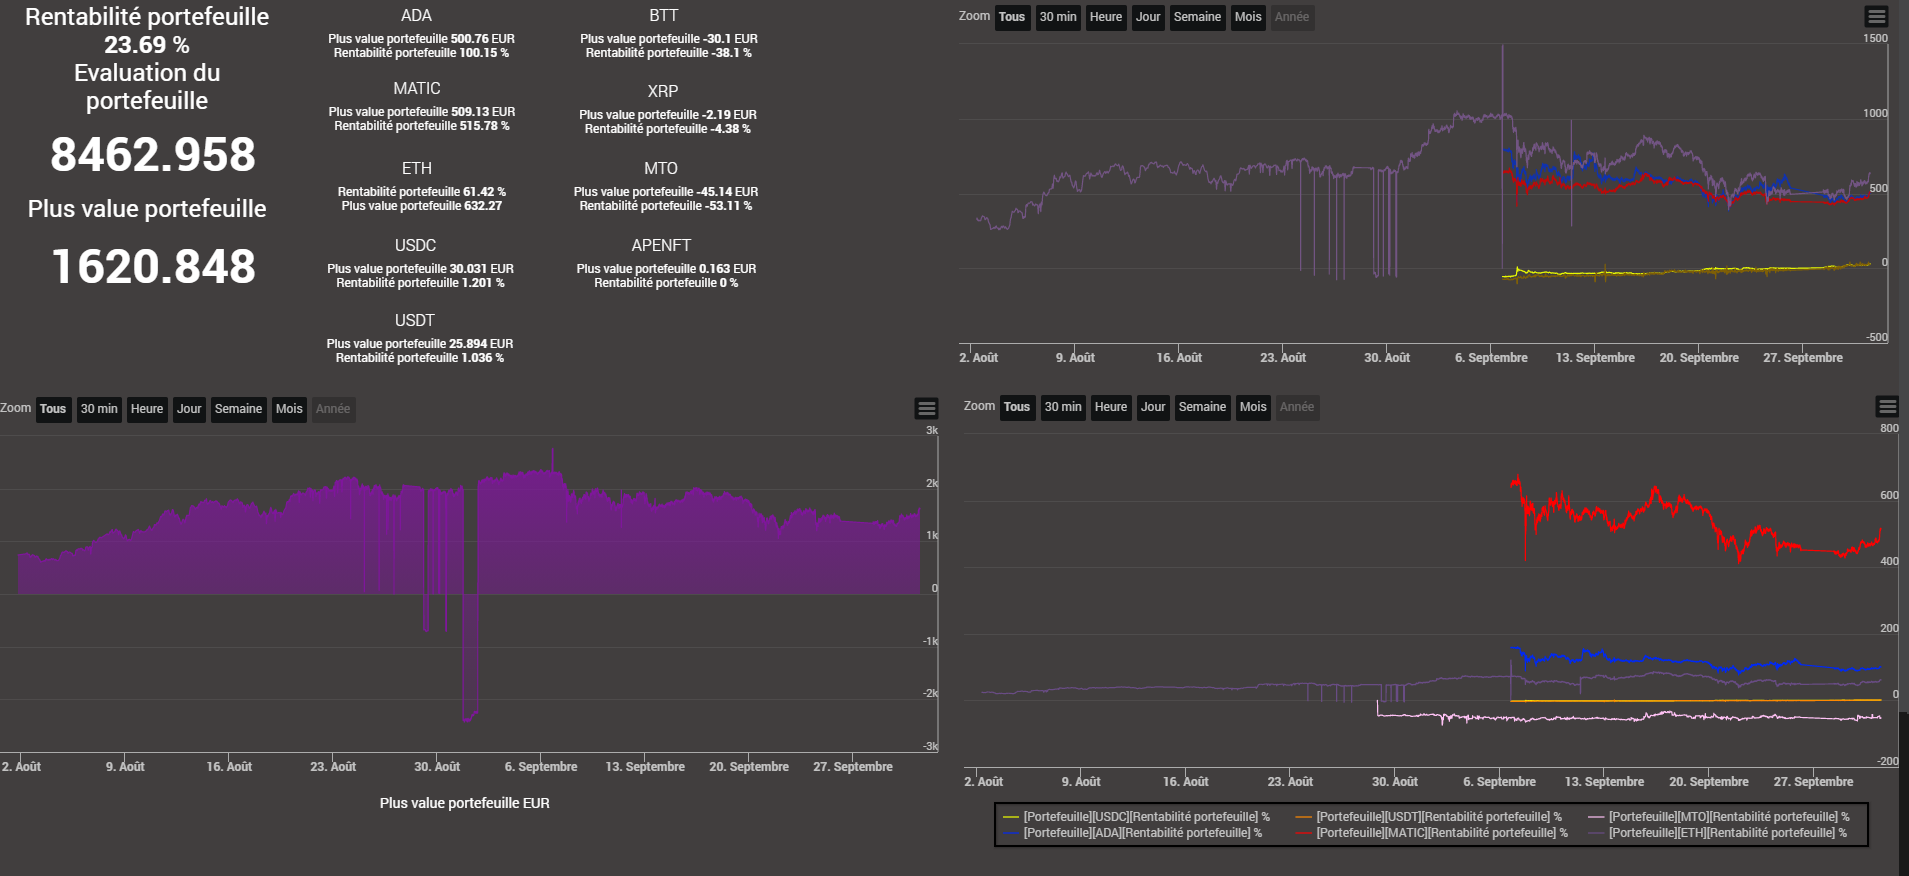 Rentabilité portefeuille
23.69 %
Evaluation du
portefeuille
8462.958
Plus value portefeuille
1620.848
ADA
Plus value portefeuille 500.76 EUR
Rentabilité portefeuille 100.15 %
MATIC
Plus value portefeuille 509.13 EUR
Rentabilité portefeuille 515.78 %
ETH
Rentabilité portefeuille 61.42 %
Plus value portefeuille 632.27
USDC
Plus value portefeuille 30.031 EUR
Rentabilité portefeuille 1.201 %
USDT
Plus value portefeuille 25.894 EUR
Rentabilité portefeuille 1.036 %
BTT
Plus value portefeuille -30.1 EUR
Rentabilité portefeuille -38.1 %
XRP
Plus value portefeuille -2.19 EUR
Rentabilité portefeuille -4.38 %
MTO
Plus value portefeuille -45.14 EUR
Rentabilité portefeuille -53.11 %
APENFT
Plus value portefeuille 0.163 EUR
Rentabilité portefeuille 0 %
Zoom Tous 30 min Heure Jour Semaine Mois Année
1500
1000
500
0
-500
2. Août 9. Août 16. Août 23. Août 30. Août 6. Septembre 13. Septembre 20. Septembre 27. Septembre
Zoom Tous 30 min Heure Jour Semaine Mois Année
3k
2k
1k
0
-1k
-2k
-3k
2. Août 9. Août 16. Août 23. Août 30. Août 6. Septembre 13. Septembre 20. Septembre 27. Septembre
Plus value portefeuille EUR
Zoom Tous 30 min Heure Jour Semaine Mois Année
800
600
400
200
0
-200
2. Août 9. Août 16. Août 23. Août 30. Août 6. Septembre 13. Septembre 20. Septembre 27. Septembre
[Portefeuille][USDC][Rentabilité portefeuille] % [Portefeuille][USDT][Rentabilité portefeuille] % [Portefeuille][MTO][Rentabilité portefeuille] %
[Portefeuille][ADA][Rentabilité portefeuille] % [Portefeuille][MATIC][Rentabilité portefeuille] % [Portefeuille][ETH][Rentabilité portefeuille] %